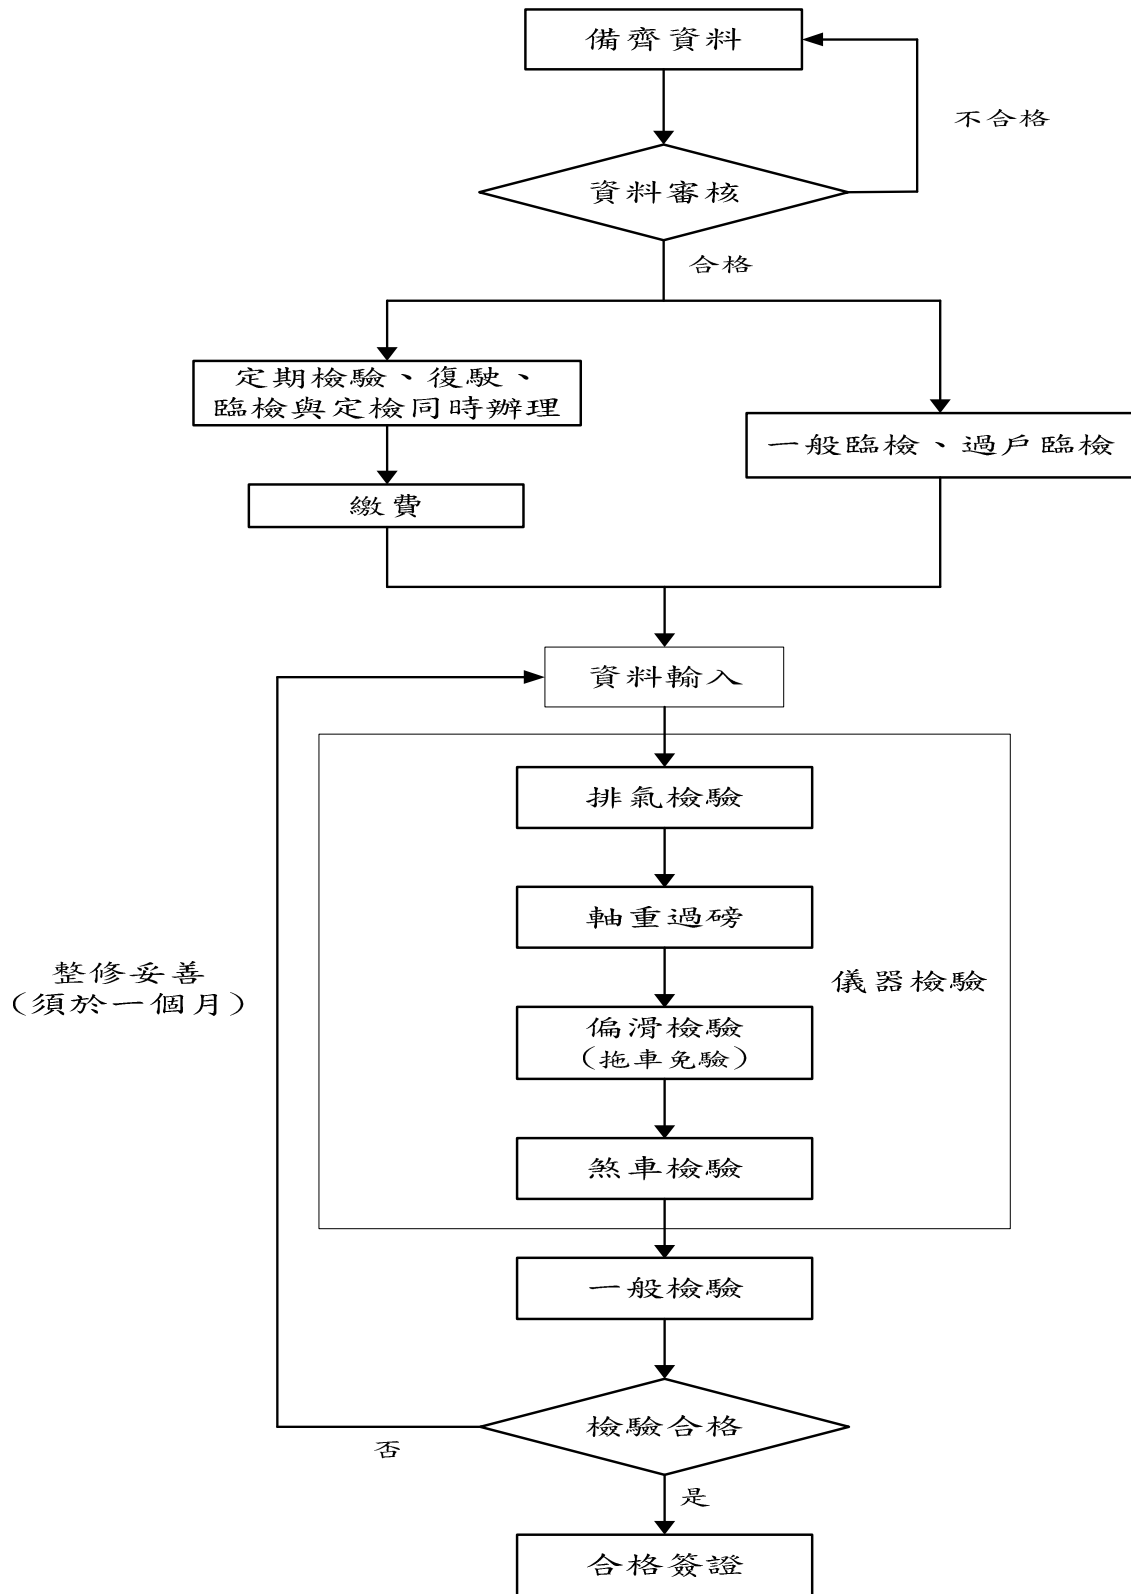 備齊資料
不合格
資料審核
合格
定期檢驗、復駛、
臨檢與定檢同時辦理
一般臨檢、過戶臨檢
繳費
資料輸入
排氣檢驗
軸重過磅
整修妥善
（須於一個月）
儀器檢驗
偏滑檢驗
（拖車免驗）
煞車檢驗
一般檢驗
檢驗合格
否
是
合格簽證